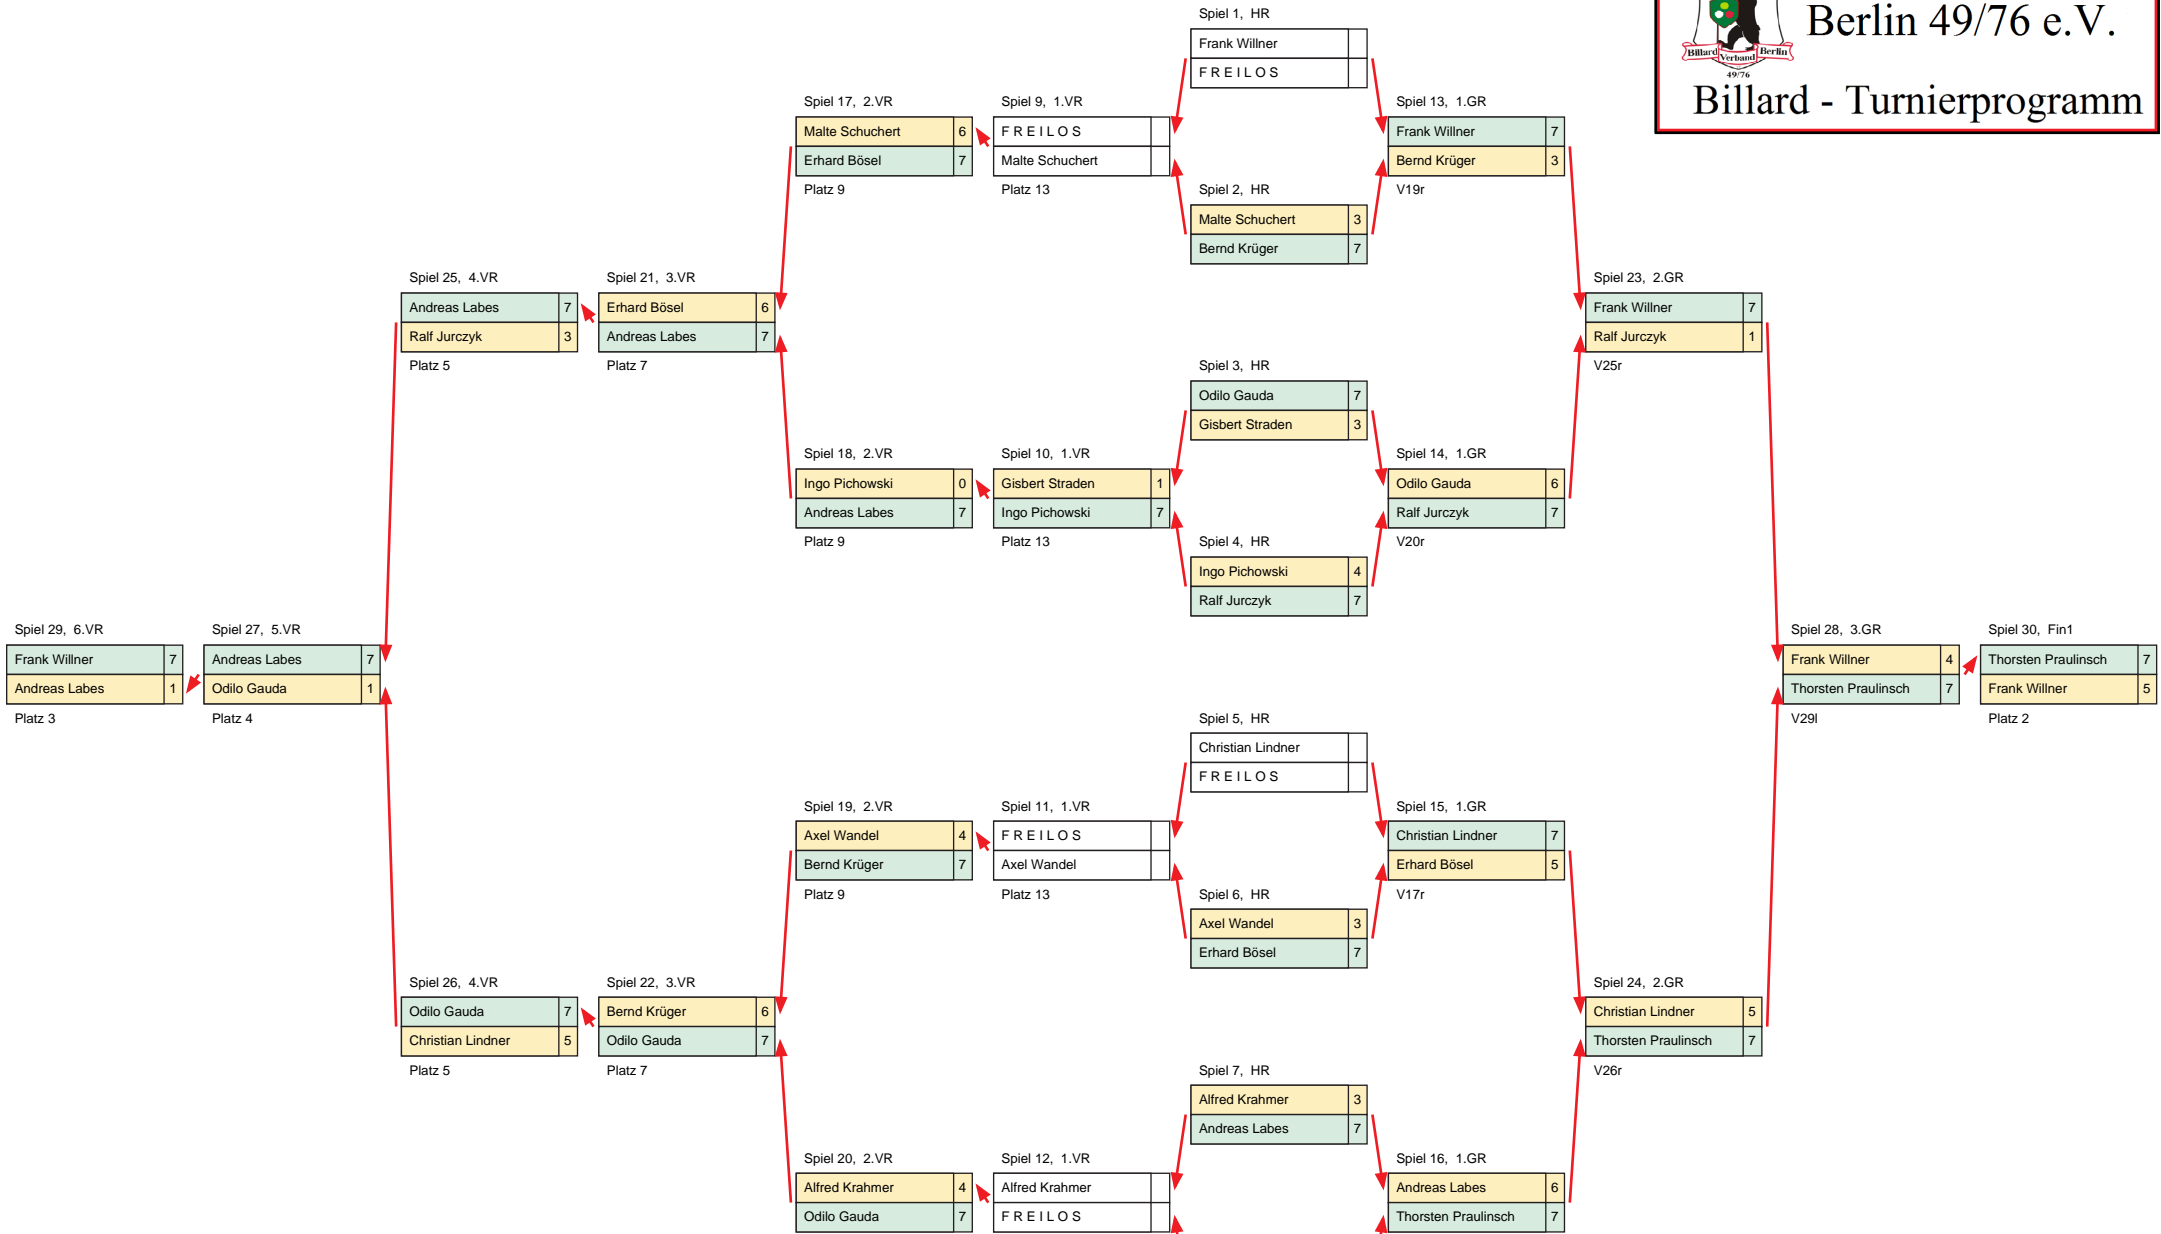 Berlin 49/76 e.V.
Billard Verband Berlin
49/76
Billard - Turnierprogramm
Spiel 1, HR
Frank Willner
F R E I L O S
Spiel 17, 2.VR
Malte Schuchert 6
Erhard Bösel 7
Platz 9
Spiel 9, 1.VR
F R E I L O S
Malte Schuchert
Platz 13
Spiel 13, 1.GR
Frank Willner 7
Bernd Krüger 3
V19r
Spiel 2, HR
Malte Schuchert 3
Bernd Krüger 7
Spiel 25, 4.VR
Andreas Labes 7
Ralf Jurczyk 3
Platz 5
Spiel 21, 3.VR
Erhard Bösel 6
Andreas Labes 7
Platz 7
Spiel 23, 2.GR
Frank Willner 7
Ralf Jurczyk 1
V25r
Spiel 3, HR
Odilo Gauda 7
Gisbert Straden 3
Spiel 18, 2.VR
Ingo Pichowski 0
Andreas Labes 7
Platz 9
Spiel 10, 1.VR
Gisbert Straden 1
Ingo Pichowski 7
Platz 13
Spiel 14, 1.GR
Odilo Gauda 6
Ralf Jurczyk 7
V20r
Spiel 4, HR
Ingo Pichowski 4
Ralf Jurczyk 7
Spiel 29, 6.VR
Frank Willner 7
Andreas Labes 1
Platz 3
Spiel 27, 5.VR
Andreas Labes 7
Odilo Gauda 1
Platz 4
Spiel 28, 3.GR
Frank Willner 4
Thorsten Praulinsch 7
V29l
Spiel 30, Fin1
Thorsten Praulinsch 7
Frank Willner 5
Platz 2
Spiel 5, HR
Christian Lindner
F R E I L O S
Spiel 19, 2.VR
Axel Wandel 4
Bernd Krüger 7
Platz 9
Spiel 11, 1.VR
F R E I L O S
Axel Wandel
Platz 13
Spiel 15, 1.GR
Christian Lindner 7
Erhard Bösel 5
V17r
Spiel 6, HR
Axel Wandel 3
Erhard Bösel 7
Spiel 26, 4.VR
Odilo Gauda 7
Christian Lindner 5
Platz 5
Spiel 22, 3.VR
Bernd Krüger 6
Odilo Gauda 7
Platz 7
Spiel 24, 2.GR
Christian Lindner 5
Thorsten Praulinsch 7
V26r
Spiel 7, HR
Alfred Krahmer 3
Andreas Labes 7
Spiel 20, 2.VR
Alfred Krahmer 4
Odilo Gauda 7
Spiel 12, 1.VR
Alfred Krahmer
F R E I L O S
Spiel 16, 1.GR
Andreas Labes 6
Thorsten Praulinsch 7